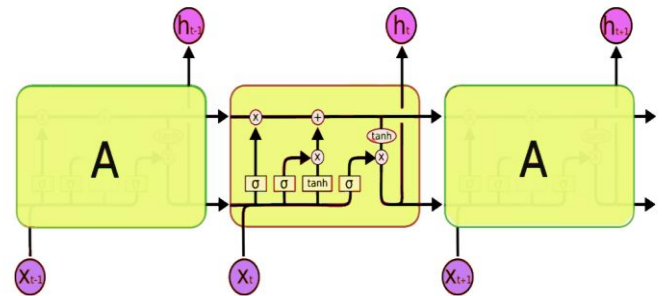 h t-1 h t h t+1
x + tanh x x
A A
σ σ tanh σ
X t-1 X t X t+1